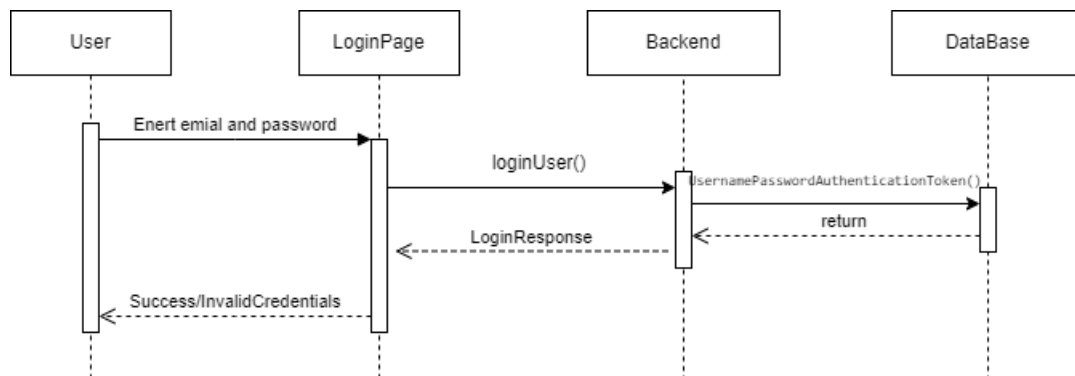 User
LoginPage
Backend
DataBase
Enert emial and password
loginUser()
UsernamePasswordAuthenticationToken()
return
LoginResponse
Success/InvalidCredentials